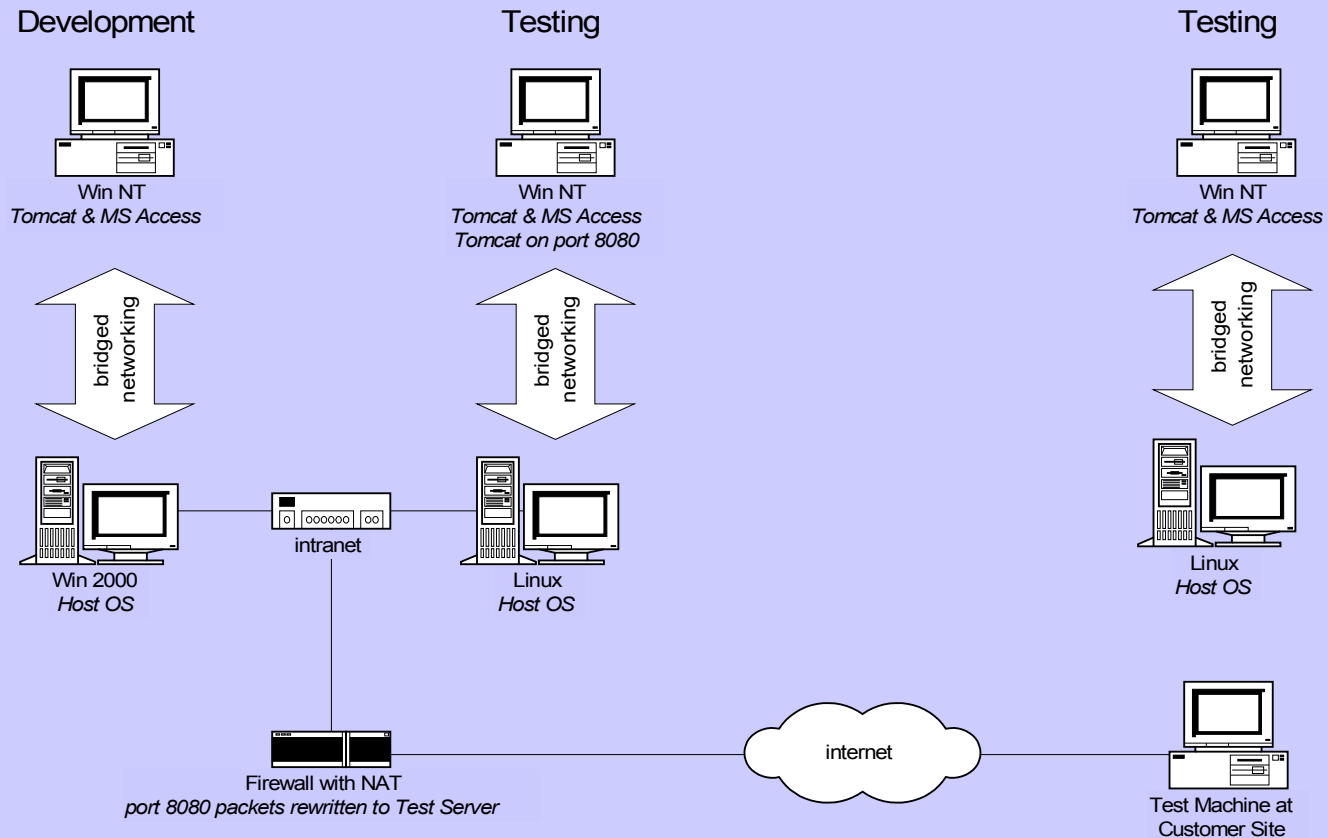 Development
Testing
Testing
Win NT
Tomcat & MS Access
Win NT
Tomcat & MS Access
Tomcat on port 8080
Win NT
Tomcat & MS Access
bridged
networking
bridged
networking
bridged
networking
Win 2000
Host OS
intranet
Linux
Host OS
Linux
Host OS
Firewall with NAT
port 8080 packets rewritten to Test Server
internet
Test Machine at
Customer Site